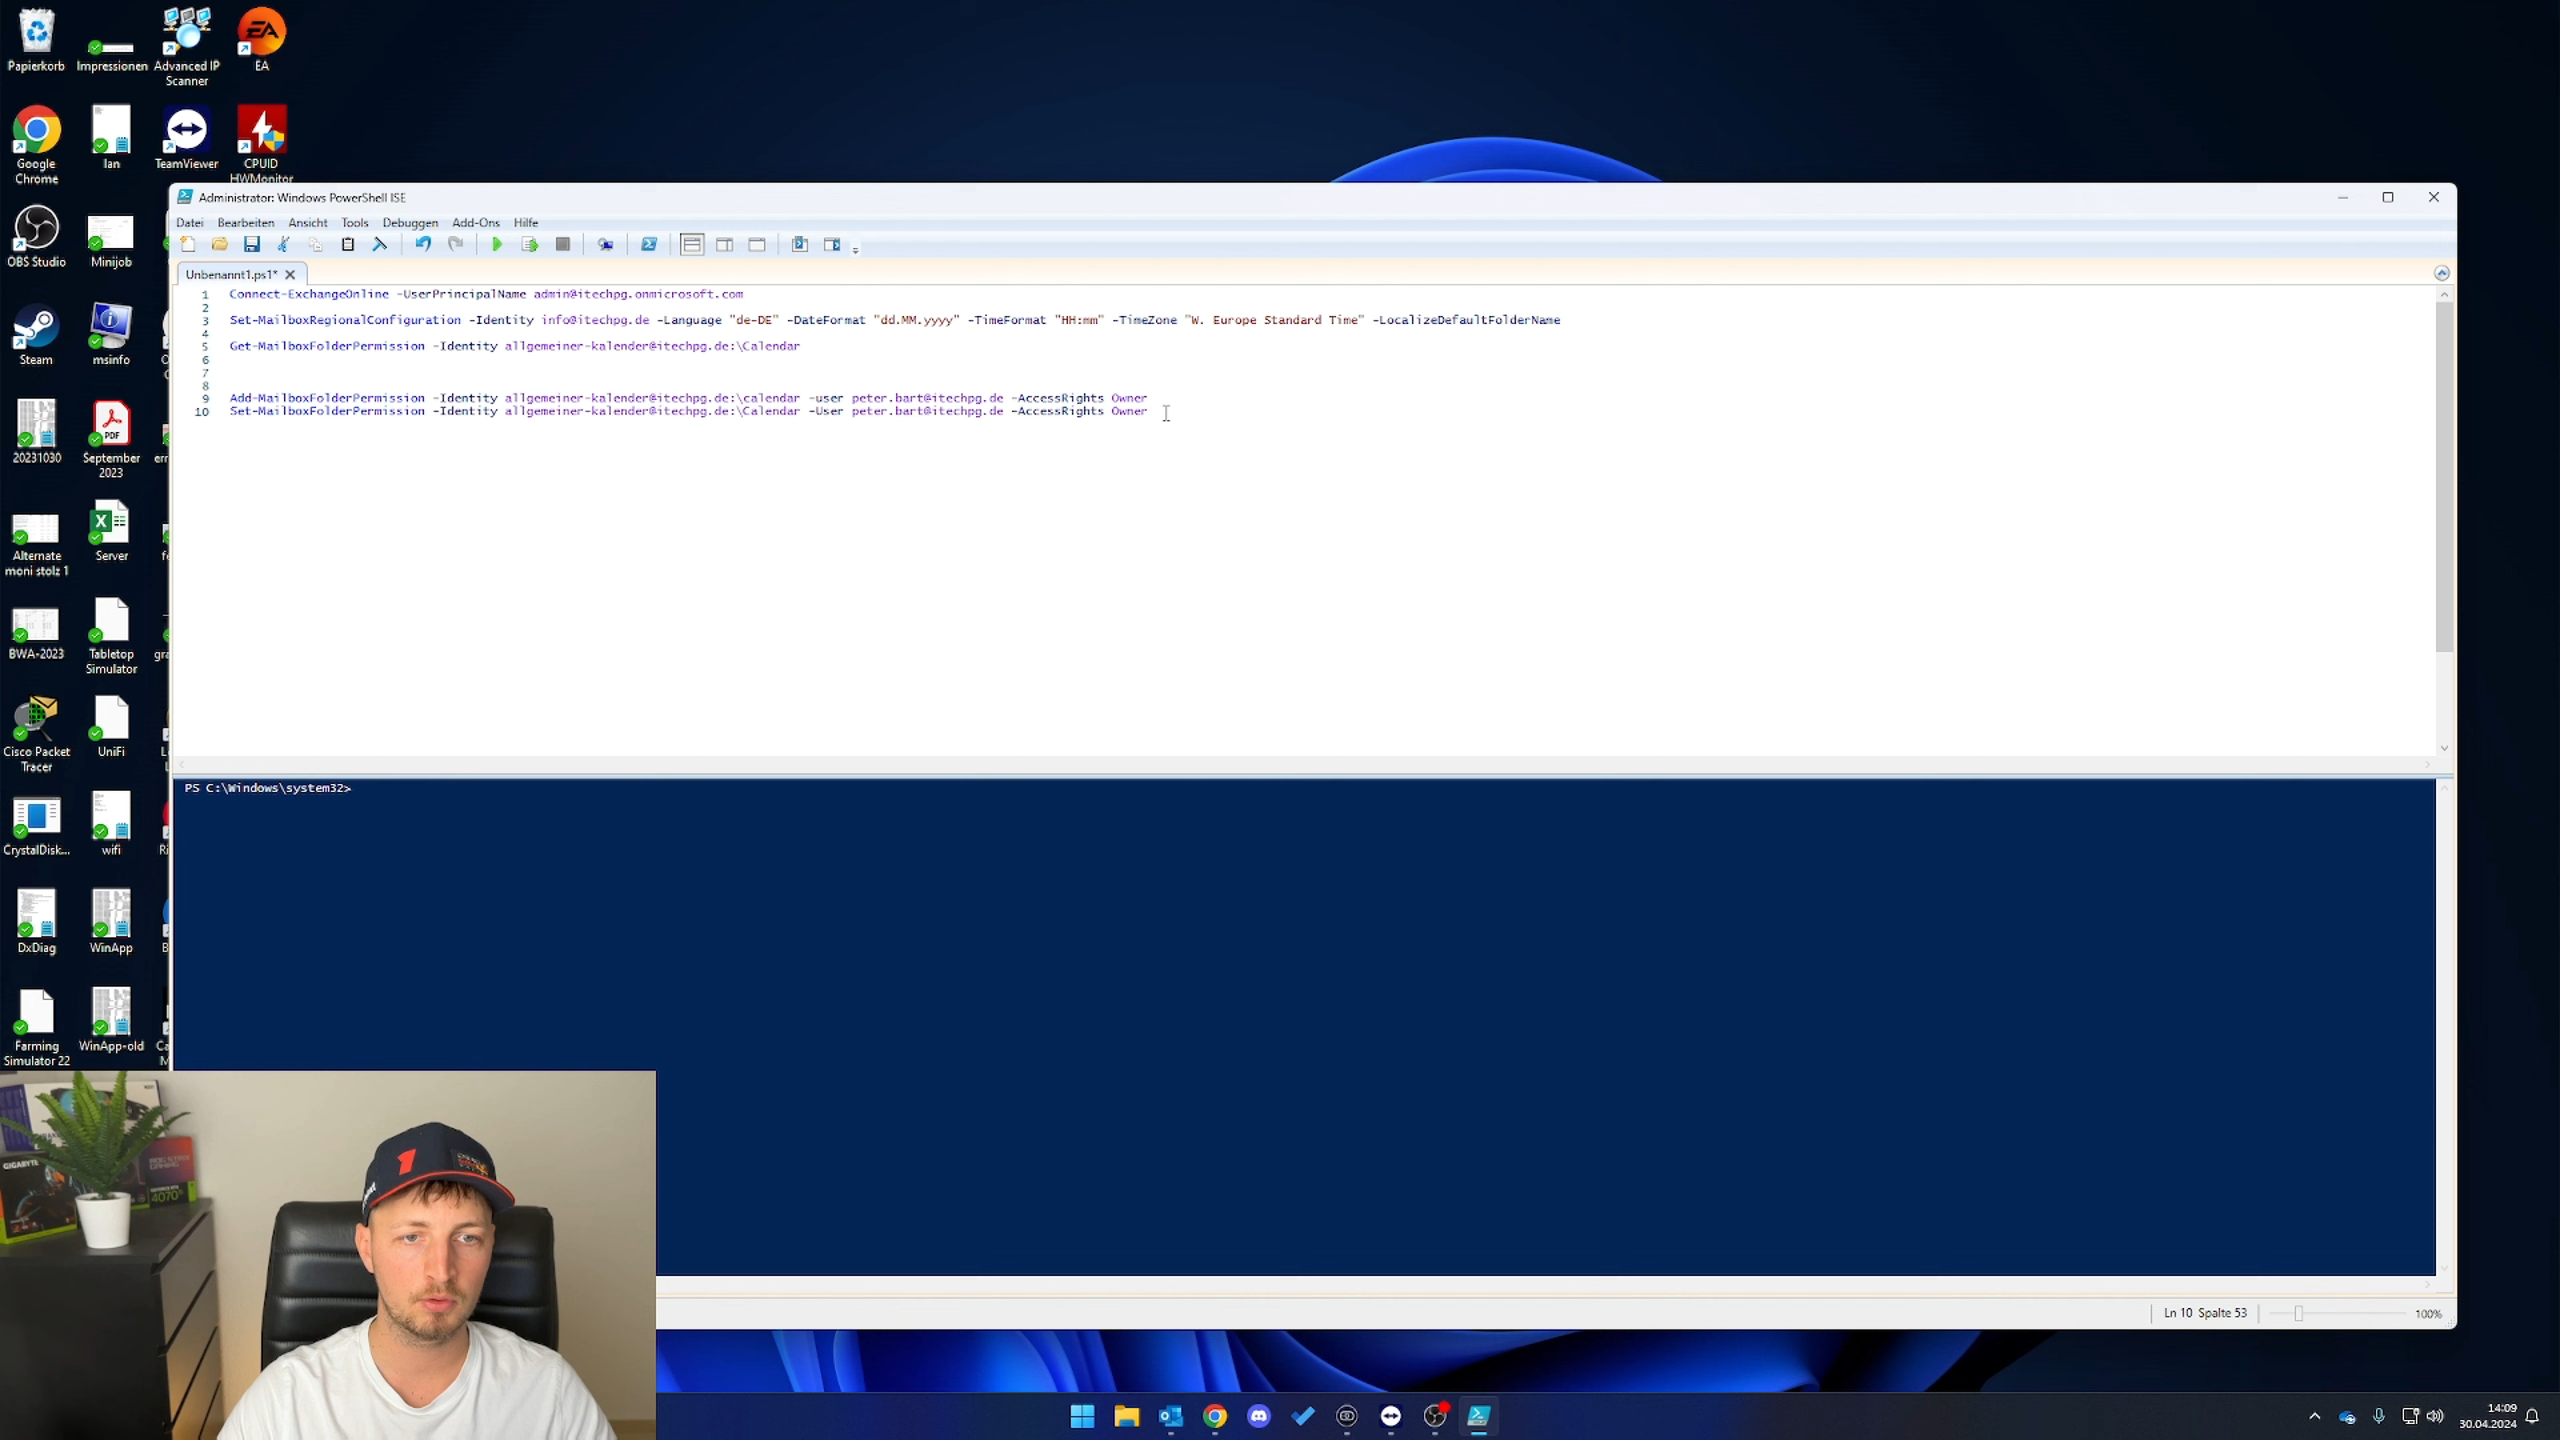 Papierkorb
Impressionen
Advanced IP Scanner
EA
EA
Google Chrome
lan
TeamViewer
CPUID HWMonitor
OBS Studio
Minijob
Steam
msinfo
20231030
PDF
September 2023
Alternate moni stolz 1
Server
BWA-2023
Tabletop Simulator
Cisco Packet Tracer
UniFi
CrystalDisk...
wifi
DxDiag
WinApp
Farming Simulator 22
WinApp-old
Administrator: Windows PowerShell ISE
Datei Bearbeiten Ansicht Tools Debuggen Add-Ons Hilfe
Unbenannt1.ps1*
1 Connect-ExchangeOnline -UserPrincipalName admin@itechpg.onmicrosoft.com
2
3 Set-MailboxRegionalConfiguration -Identity info@itechpg.de -Language "de-DE" -DateFormat "dd.MM.yyyy" -TimeFormat "HH:mm" -TimeZone "W. Europe Standard Time" -LocalizeDefaultFolderName
4
5 Get-MailboxFolderPermission -Identity allgemeiner-kalender@itechpg.de:\Calendar
6
7
8
9 Add-MailboxFolderPermission -Identity allgemeiner-kalender@itechpg.de:\calendar -user peter.bart@itechpg.de -AccessRights Owner
10 Set-MailboxFolderPermission -Identity allgemeiner-kalender@itechpg.de:\Calendar -User peter.bart@itechpg.de -AccessRights Owner
PS C:\Windows\system32>
GIGABYTE
4070
1
Ln 10 Spalte 53
100%
14:09
30.04.2024